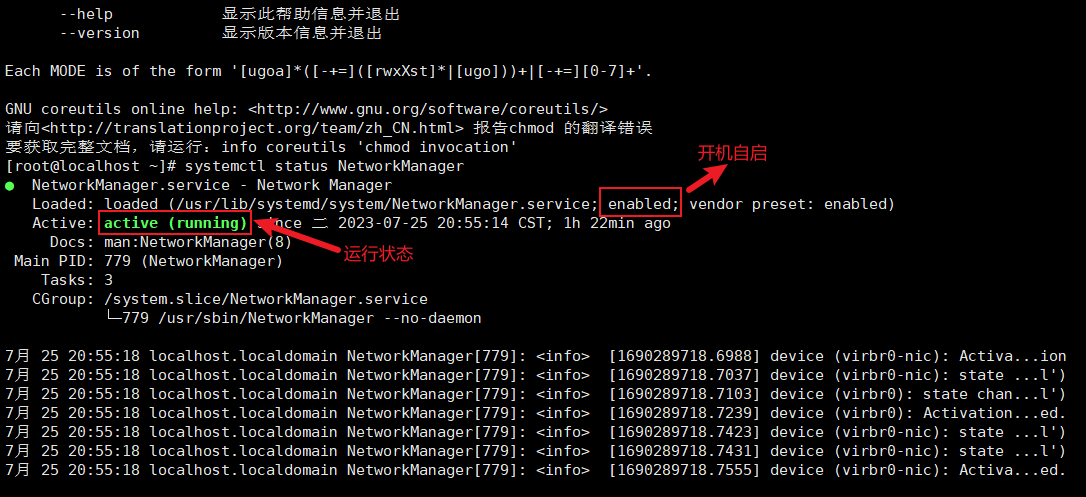 --help 显示此帮助信息并退出
--version 显示版本信息并退出
Each MODE is of the form '[ugoa]*([-+=]([rwxXst]*|[ugo]))+|[-+=][0-7]+'.
GNU coreutils online help: <http://www.gnu.org/software/coreutils/>
请向<http://translationproject.org/team/zh_CN.html> 报告chmod 的翻译错误
要获取完整文档，请运行：info coreutils 'chmod invocation'
开机自启
[root@localhost ~]# systemctl status NetworkManager
● NetworkManager.service - Network Manager
Loaded: loaded (/usr/lib/systemd/system/NetworkManager.service; enabled; vendor preset: enabled)
Active: active (running) since 二 2023-07-25 20:55:14 CST; 1h 22min ago
Docs: man:NetworkManager(8)
运行状态
Main PID: 779 (NetworkManager)
Tasks: 3
CGroup: /system.slice/NetworkManager.service
└─779 /usr/sbin/NetworkManager --no-daemon
7月 25 20:55:18 localhost.localdomain NetworkManager[779]: <info> [1690289718.6988] device (virbr0-nic): Activa...ion
7月 25 20:55:18 localhost.localdomain NetworkManager[779]: <info> [1690289718.7037] device (virbr0-nic): state ...l')
7月 25 20:55:18 localhost.localdomain NetworkManager[779]: <info> [1690289718.7103] device (virbr0): state chan...l')
7月 25 20:55:18 localhost.localdomain NetworkManager[779]: <info> [1690289718.7239] device (virbr0): Activation...ed.
7月 25 20:55:18 localhost.localdomain NetworkManager[779]: <info> [1690289718.7423] device (virbr0-nic): state ...l')
7月 25 20:55:18 localhost.localdomain NetworkManager[779]: <info> [1690289718.7431] device (virbr0-nic): state ...l')
7月 25 20:55:18 localhost.localdomain NetworkManager[779]: <info> [1690289718.7555] device (virbr0-nic): Activa...ed.